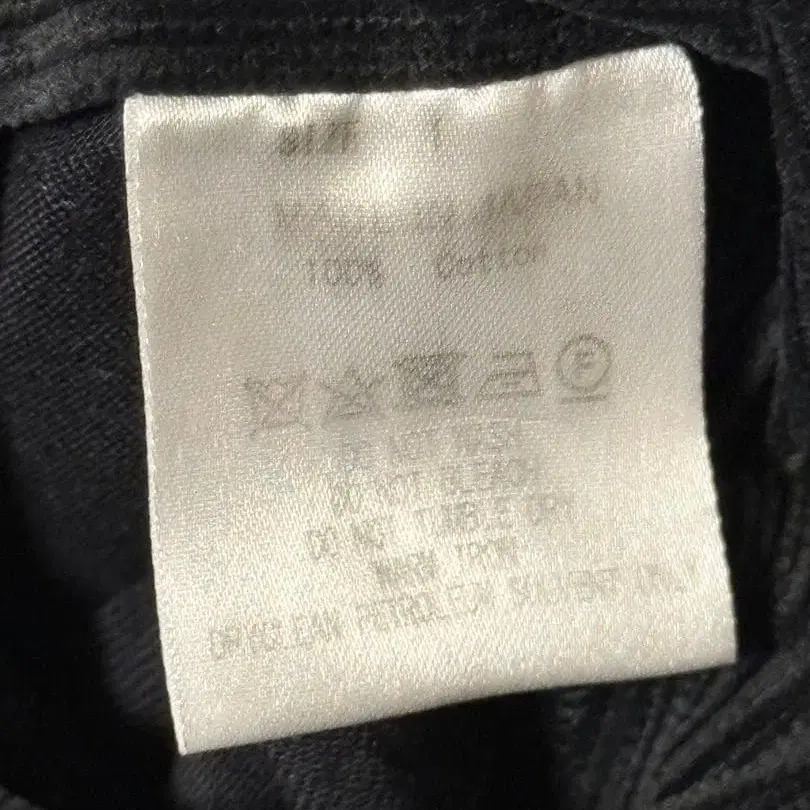 SIZE 1
MADE IN JAPAN
100% Cotton
F
DO NOT WASH
DO NOT BLEACH
DO NOT TUMBLE DRY
WARM IRON
DRYCLEAN PETROLEUM SOLVENT ONLY